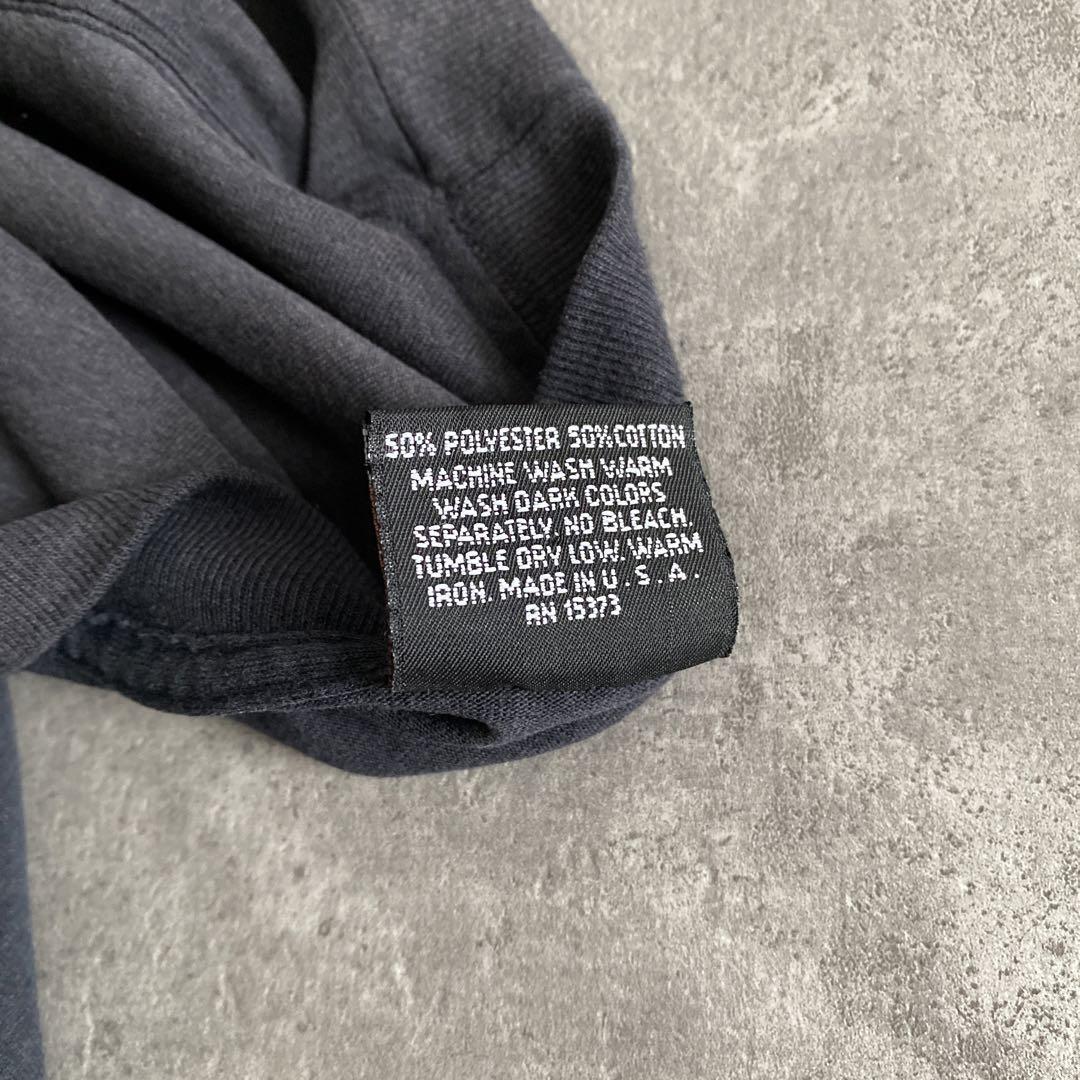 50% POLYESTER 50% COTTON
MACHINE WASH WARM
WASH DARK COLORS
SEPARATELY. NO BLEACH.
TUMBLE DRY LOW. WARM
IRON. MADE IN U.S.A.
RN 15373